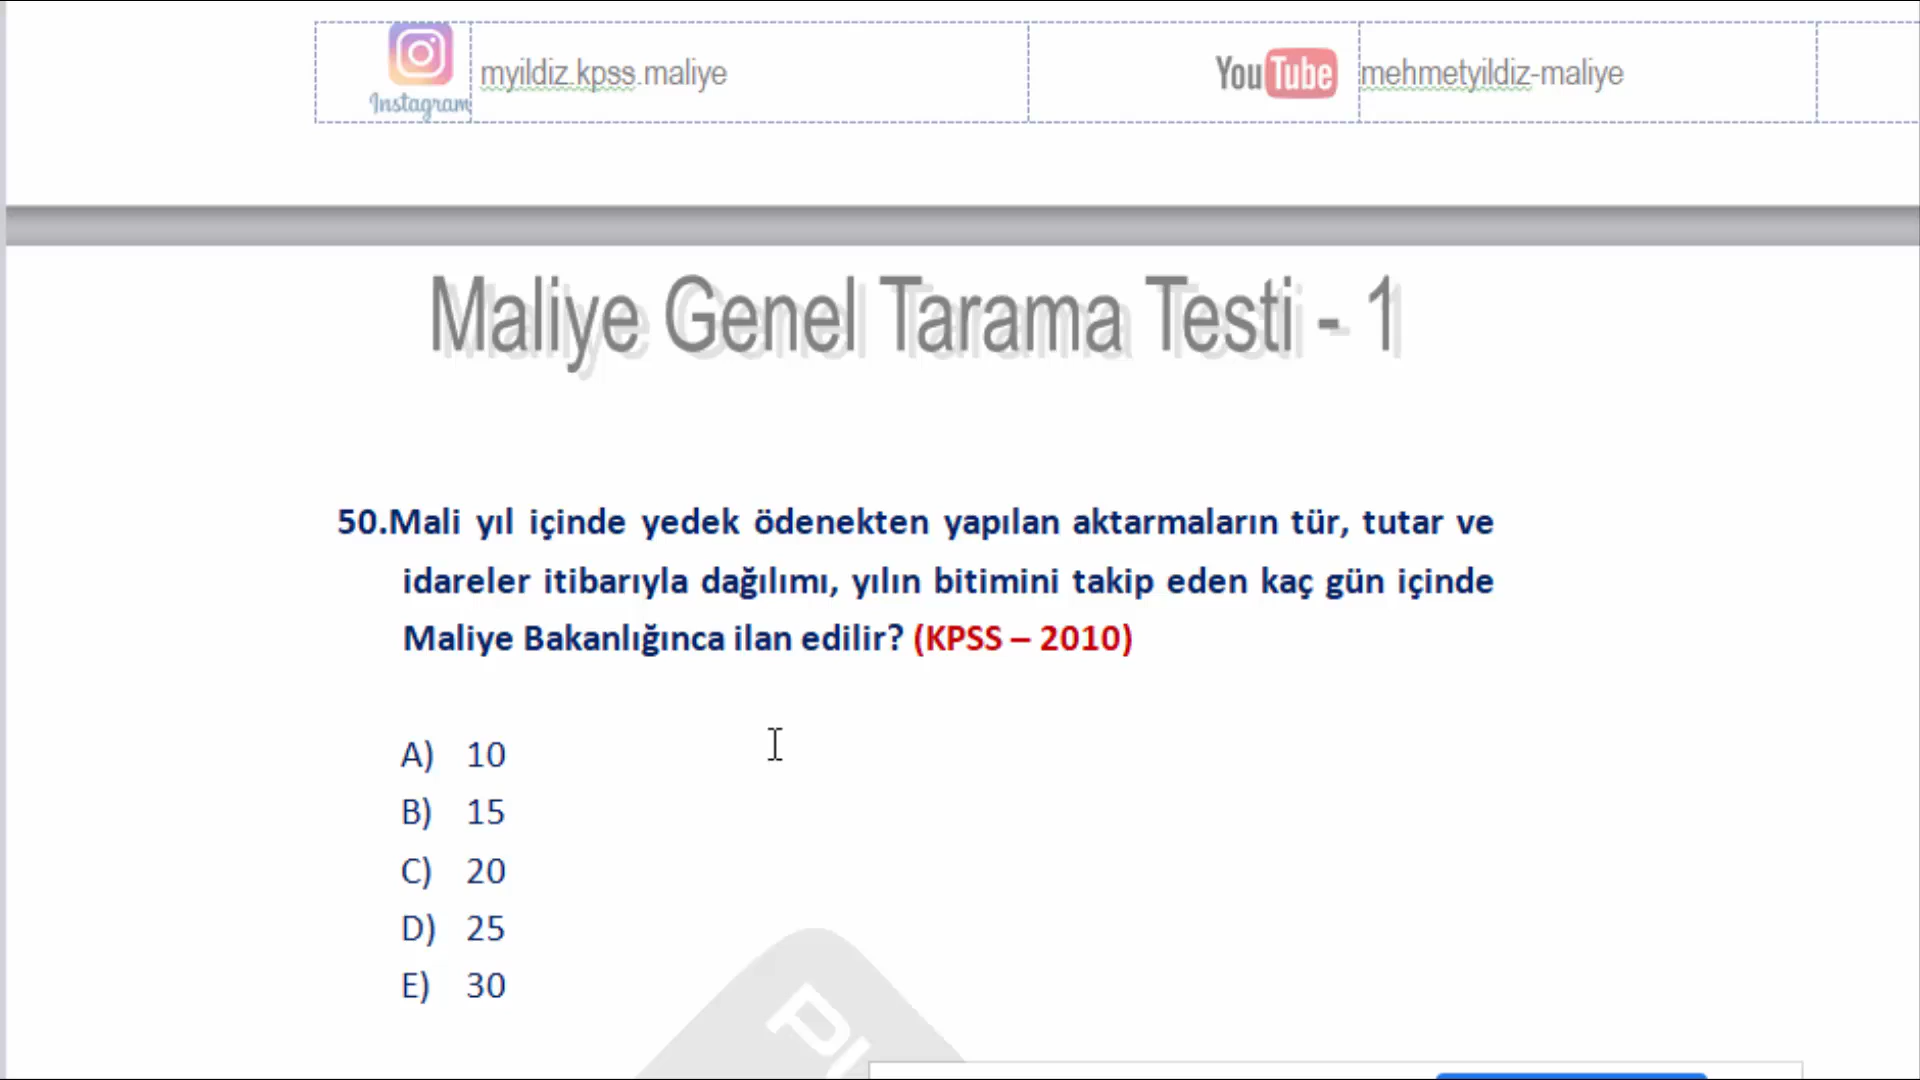 Instagram
myildiz.kpss.maliye
YouTube
mehmetyildiz-maliye
Maliye Genel Tarama Testi - 1
50.Mali yıl içinde yedek ödenekten yapılan aktarmaların tür, tutar ve
idareler itibarıyla dağılımı, yılın bitimini takip eden kaç gün içinde
Maliye Bakanlığınca ilan edilir? (KPSS – 2010)
A) 10
B) 15
C) 20
D) 25
E) 30